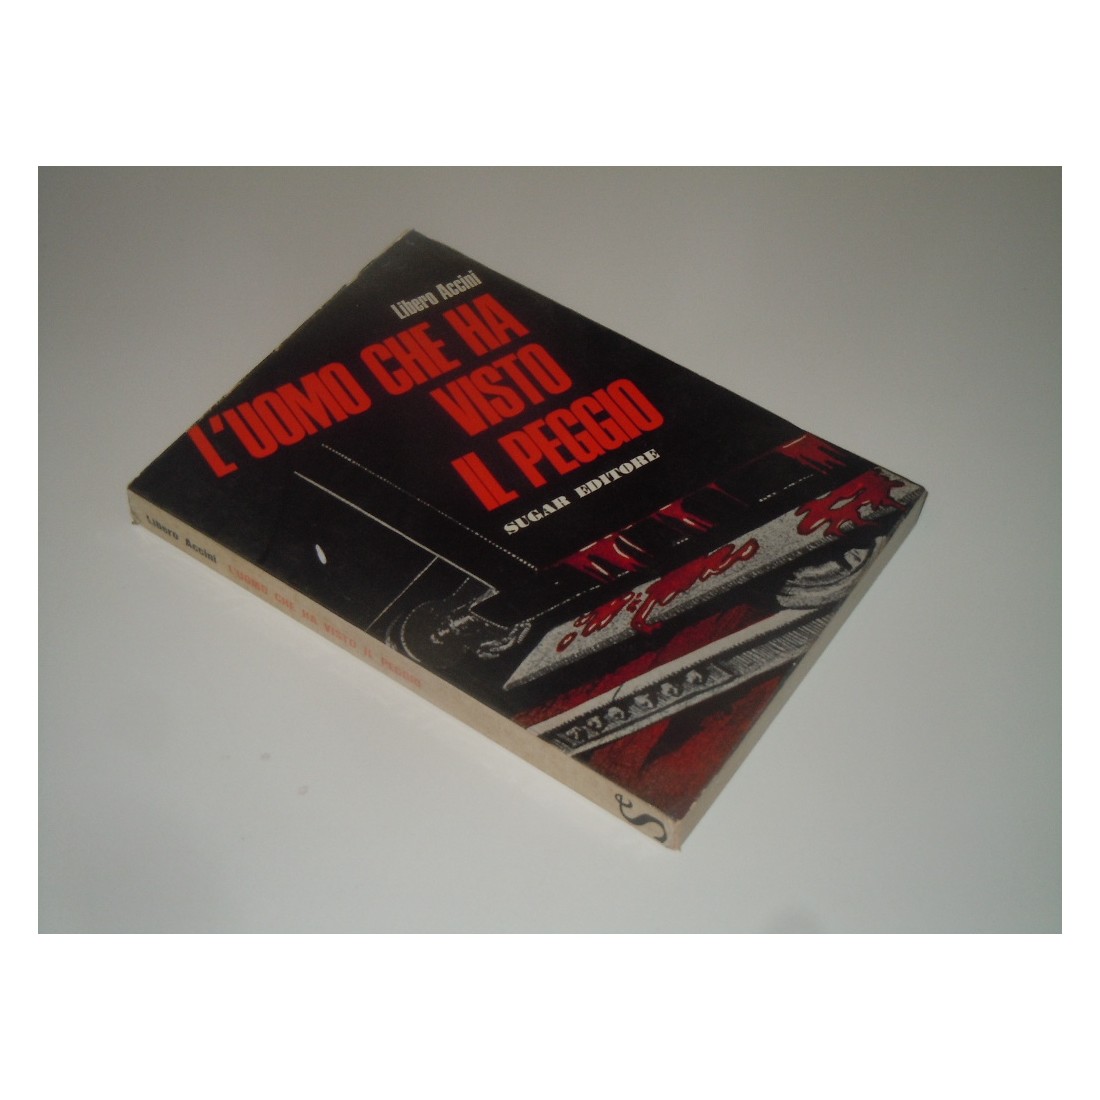 Libero Accini
L'UOMO CHE HA
VISTO
IL PEGGIO
SUGAR EDITORE
Libero Accini L'UOMO CHE HA VISTO IL PEGGIO
S